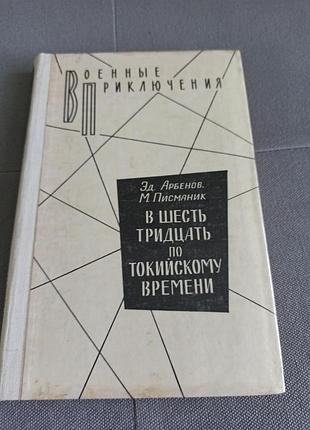 ВОЕННЫЕ
ПРИКЛЮЧЕНИЯ
Эд. Арбенов.
М. Писманик
В ШЕСТЬ
ТРИДЦАТЬ
ПО
ТОКИЙСКОМУ
ВРЕМЕНИ